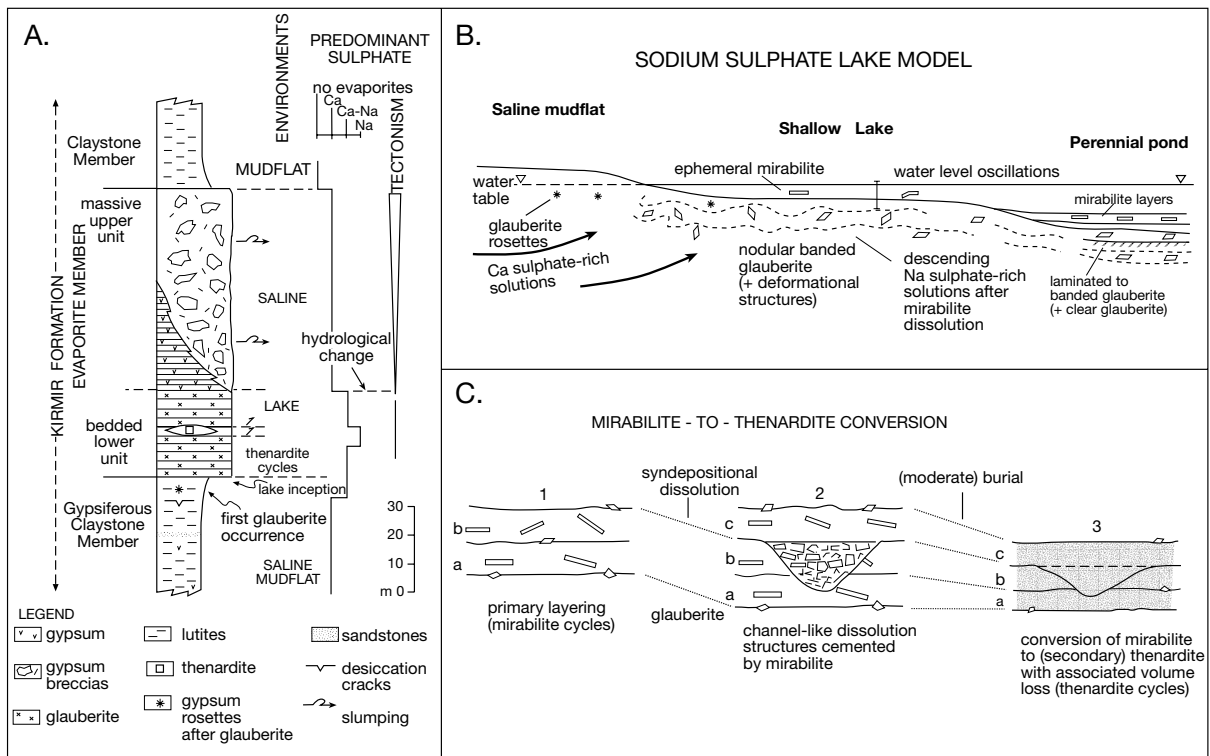 A.
KIRMIR FORMATION
EVAPORITE MEMBER
Claystone
Member
massive
upper
unit
bedded
lower
unit
Gypsiferous
Claystone
Member
ENVIRONMENTS
PREDOMINANT
SULPHATE
no evaporites
Ca
Ca-Na
Na
TECTONISM
MUDFLAT
SALINE
hydrological
change
LAKE
thenardite
cycles
lake inception
first glauberite
occurrence
SALINE
MUDFLAT
30
20
10
m 0
LEGEND
gypsum
gypsum
breccias
glauberite
lutites
thenardite
gypsum
rosettes
after glauberite
sandstones
desiccation
cracks
slumping
B.
SODIUM SULPHATE LAKE MODEL
Saline mudflat
Shallow Lake
Perennial pond
ephemeral mirabilite
water level oscillations
water
table
mirabilite layers
glauberite
rosettes
Ca sulphate-rich
solutions
nodular banded
glauberite
(+ deformational
structures)
descending
Na sulphate-rich
solutions after
mirabilite
dissolution
laminated to
banded glauberite
(+ clear glauberite)
C.
MIRABILITE - TO - THENARDITE CONVERSION
syndepositional
dissolution
(moderate) burial
1
2
3
b
a
c
b
a
c
b
a
glauberite
primary layering
(mirabilite cycles)
channel-like dissolution
structures cemented
by mirabilite
conversion of mirabilite
to (secondary) thenardite
with associated volume
loss (thenardite cycles)